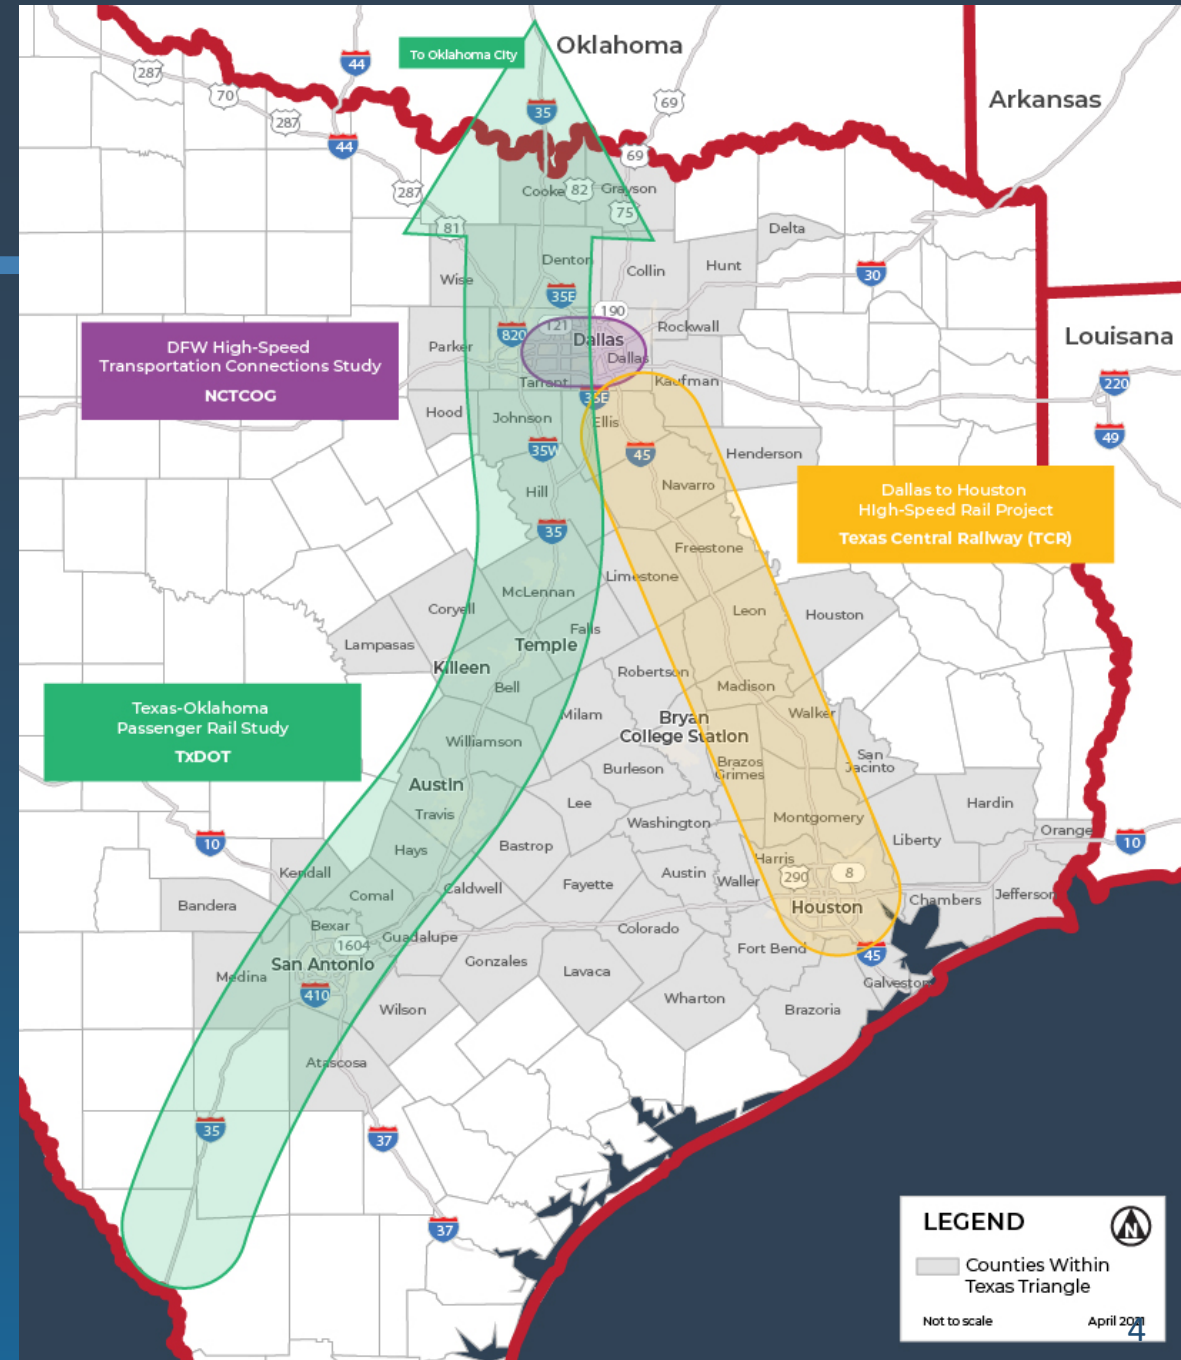 To Oklahoma City
Oklahoma
Arkansas
44
35
69
287
70
287
44
69
287
Cooke
82
Grayson
75
81
Delta
Denton
Collin
Hunt
30
Wise
35E
190
820
121
Dallas
Rockwall
Louisana
Parker
Dallas
DFW High-Speed
Transportation Connections Study
NCTCOG
Tarrant
Kaufman
35E
220
Hood
Johnson
Ellis
49
35W
45
Henderson
Hill
Navarro
Dallas to Houston
HIgh-Speed Rail Project
Texas Central Railway (TCR)
35
Freestone
Limestone
McLennan
Coryell
Leon
Houston
Falls
Lampasas
Temple
Killeen
Robertson
Bell
Madison
Texas-Oklahoma
Passenger Rail Study
TxDOT
Milam
Bryan
College Station
Walker
Williamson
San
Jacinto
Burleson
Brazos
Grimes
Austin
Lee
Hardin
Travis
Washington
Montgomery
Orange
10
Liberty
10
Hays
Bastrop
Harris
Kendall
Austin
290
8
Waller
Fayette
Comal
Caldwell
Chambers
Jefferson
Bandera
Houston
Bexar
Colorado
1604
Guadalupe
Fort Bend
45
San Antonio
Gonzales
Lavaca
Medina
Galveston
410
Wharton
Wilson
Brazoria
Atascosa
35
37
37
LEGEND
N
Counties Within
Texas Triangle
Not to scale
April
4